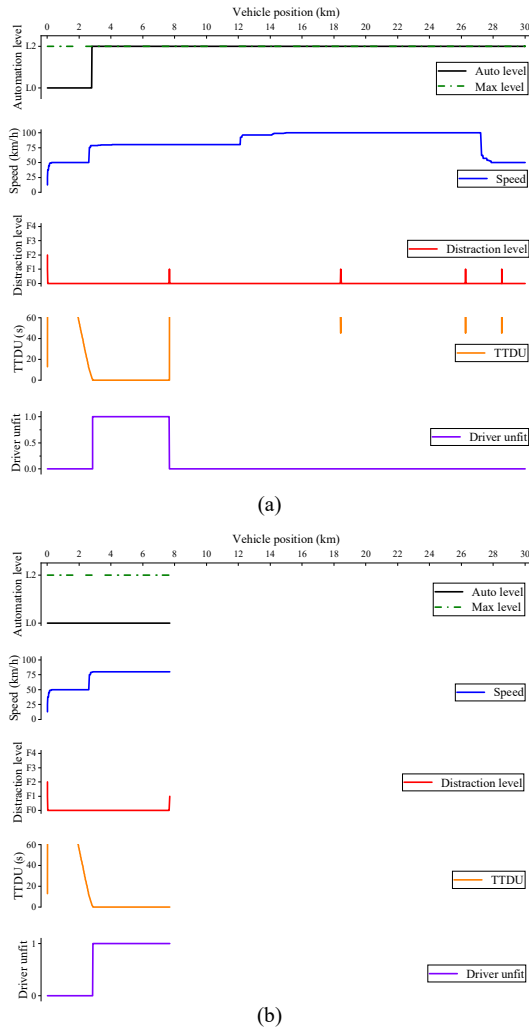 Vehicle position (km)
0 2 4 6 8 10 12 14 16 18 20 22 24 26 28 30
Automation level
L2
L0
Auto level
Max level
Speed (km/h)
100
75
50
25
0
Speed
Distraction level
F4
F3
F2
F1
F0
Distraction level
TTDU (s)
60
40
20
0
TTDU
Driver unfit
1.0
0.5
0.0
Driver unfit
(a)
Vehicle position (km)
0 2 4 6 8 10 12 14 16 18 20 22 24 26 28 30
Automation level
L2
L0
Auto level
Max level
Speed (km/h)
100
75
50
25
0
Speed
Distraction level
F4
F3
F2
F1
F0
Distraction level
TTDU (s)
60
40
20
0
TTDU
Driver unfit
1
0
Driver unfit
(b)